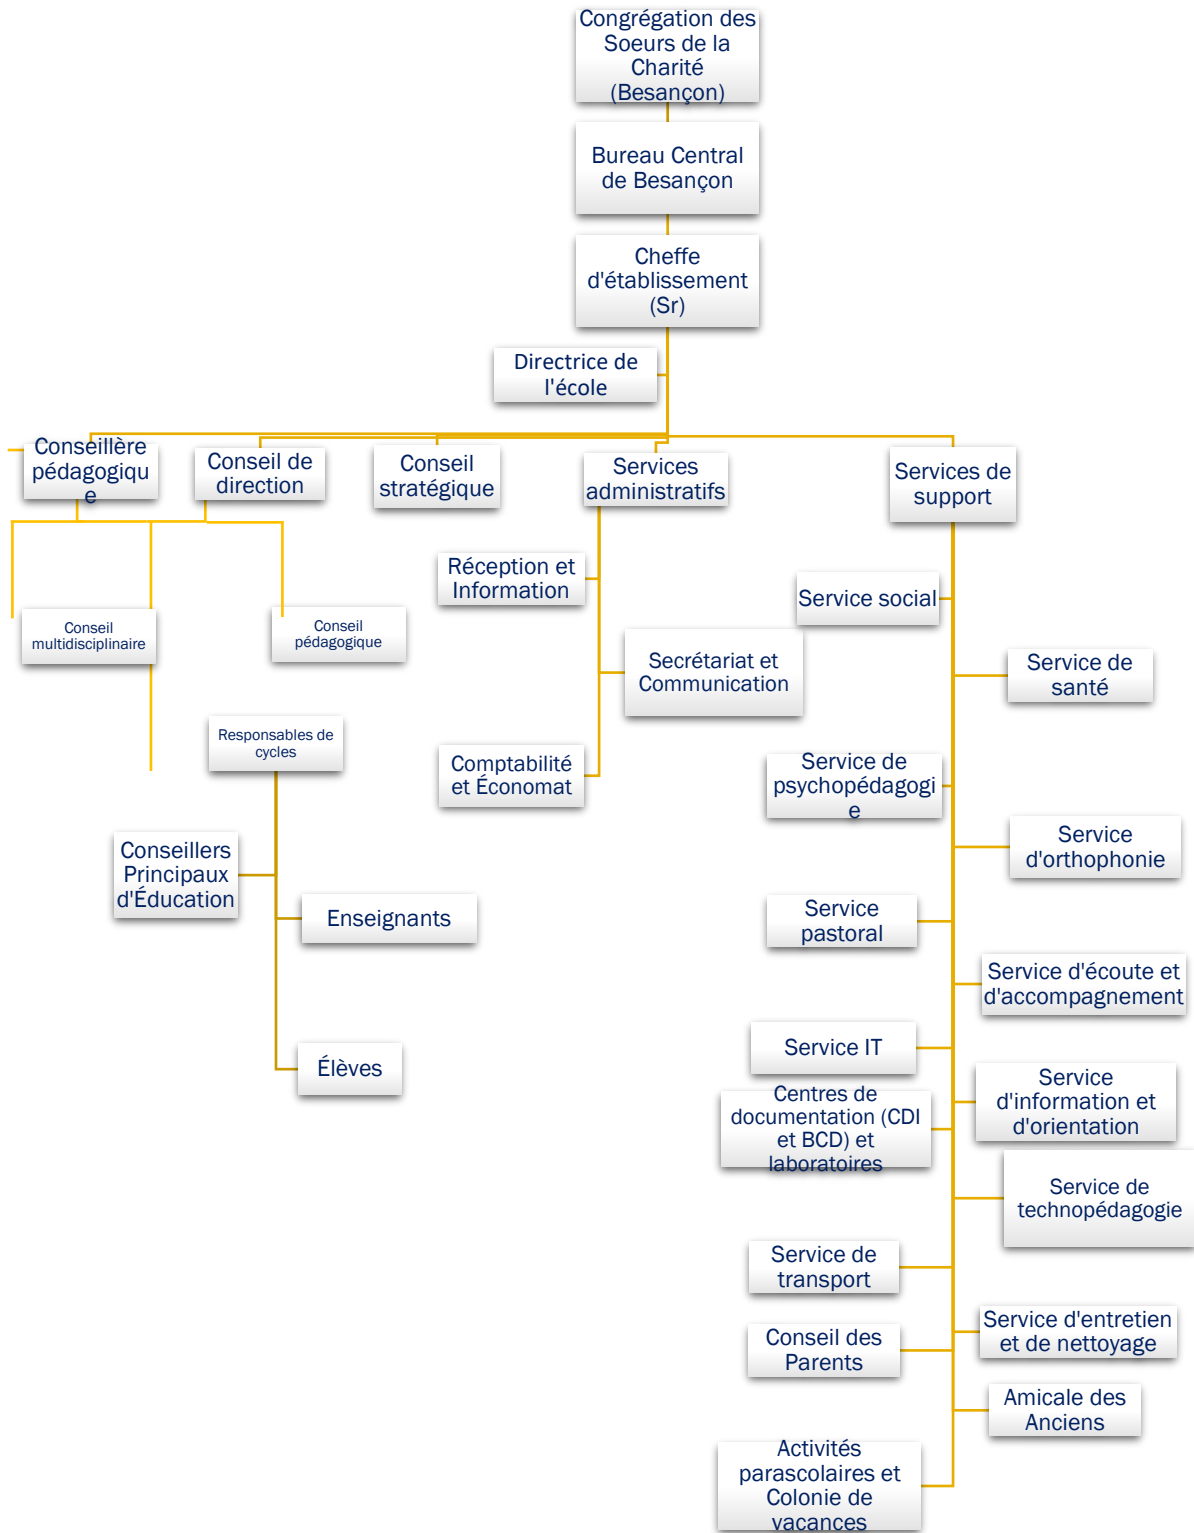 Congrégation des
Soeurs de la
Charité
(Besançon)
Bureau Central
de Besançon
Cheffe
d'établissement
(Sr)
Directrice de
l'école
Conseillère
pédagogiqu
e
Conseil de
direction
Conseil
stratégique
Services
administratifs
Services de
support
Réception et
Information
Service social
Conseil
multidisciplinaire
Conseil
pédagogique
Secrétariat et
Communication
Service de
santé
Responsables de
cycles
Comptabilité
et Économat
Service de
psychopédagogi
e
Conseillers
Principaux
d'Éducation
Service
d'orthophonie
Enseignants
Service
pastoral
Service d'écoute et
d'accompagnement
Élèves
Service IT
Service
d'information et
d'orientation
Centres de
documentation (CDI
et BCD) et
laboratoires
Service de
technopédagogie
Service de
transport
Service d'entretien
et de nettoyage
Conseil des
Parents
Amicale des
Anciens
Activités
parascolaires et
Colonie de
vacances